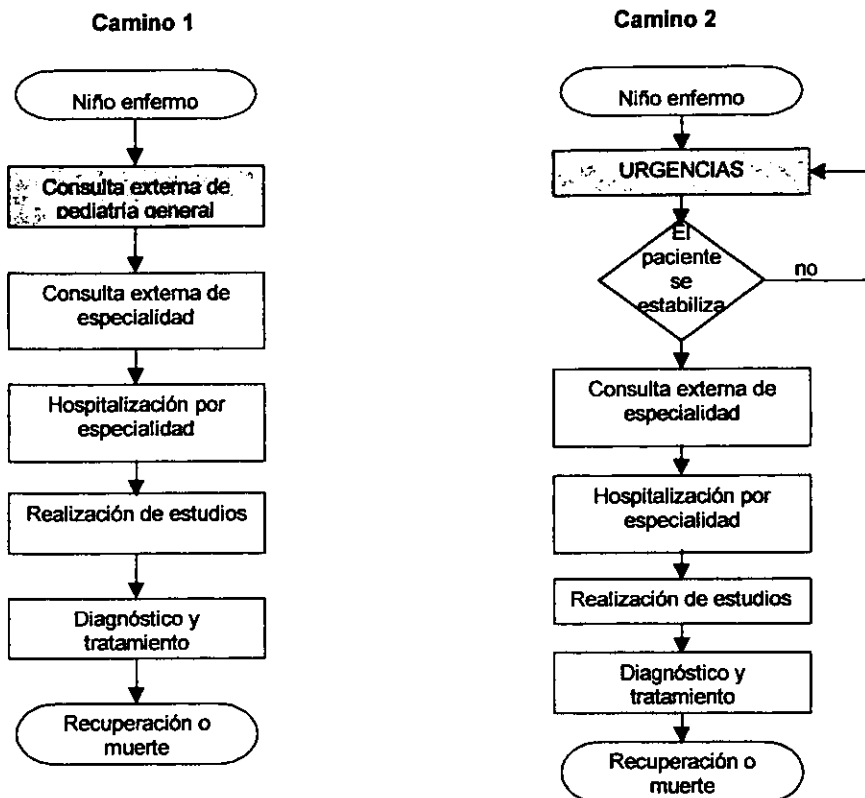 Camino 1
Niño enfermo
Consulta externa de
pediatría general
Consulta externa de
especialidad
Hospitalización por
especialidad
Realización de estudios
Diagnóstico y
tratamiento
Recuperación o
muerte
Camino 2
Niño enfermo
URGENCIAS
El
paciente
se
estabiliza
no
Consulta externa de
especialidad
Hospitalización por
especialidad
Realización de estudios
Diagnóstico y
tratamiento
Recuperación o
muerte